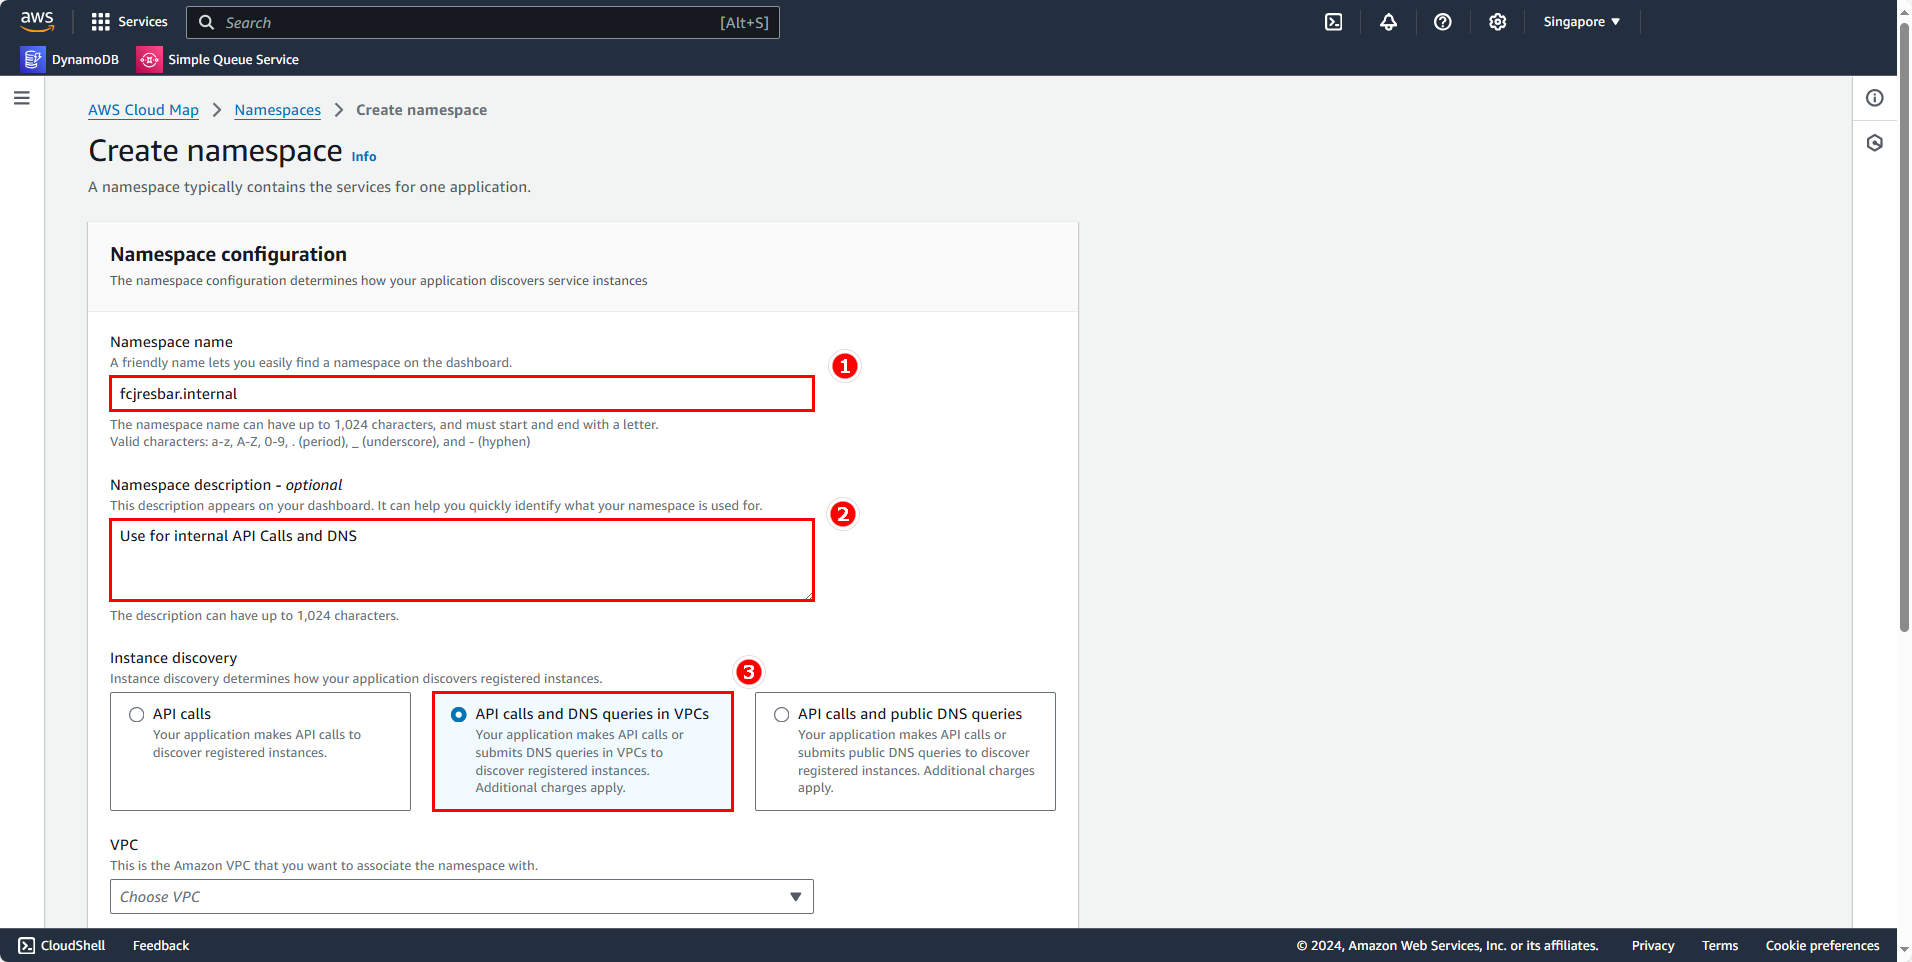 aws
Services
Search
[Alt+S]
Singapore ▼
DynamoDB
Simple Queue Service
AWS Cloud Map > Namespaces > Create namespace
Create namespace Info
A namespace typically contains the services for one application.
Namespace configuration
The namespace configuration determines how your application discovers service instances
Namespace name
A friendly name lets you easily find a namespace on the dashboard.
1
fcjresbar.internal
The namespace name can have up to 1,024 characters, and must start and end with a letter.
Valid characters: a-z, A-Z, 0-9, . (period), _ (underscore), and - (hyphen)
Namespace description - optional
This description appears on your dashboard. It can help you quickly identify what your namespace is used for.
2
Use for internal API Calls and DNS
The description can have up to 1,024 characters.
Instance discovery
Instance discovery determines how your application discovers registered instances.
3
API calls
Your application makes API calls to
discover registered instances.
API calls and DNS queries in VPCs
Your application makes API calls or
submits DNS queries in VPCs to
discover registered instances.
Additional charges apply.
API calls and public DNS queries
Your application makes API calls or
submits public DNS queries to discover
registered instances. Additional charges
apply.
VPC
This is the Amazon VPC that you want to associate the namespace with.
Choose VPC
CloudShell
Feedback
© 2024, Amazon Web Services, Inc. or its affiliates.
Privacy
Terms
Cookie preferences